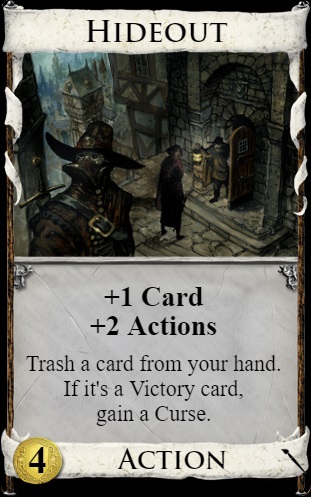 HIDEOUT
+1 Card
+2 Actions
Trash a card from your hand.
If it's a Victory card,
gain a Curse.
4 ACTION